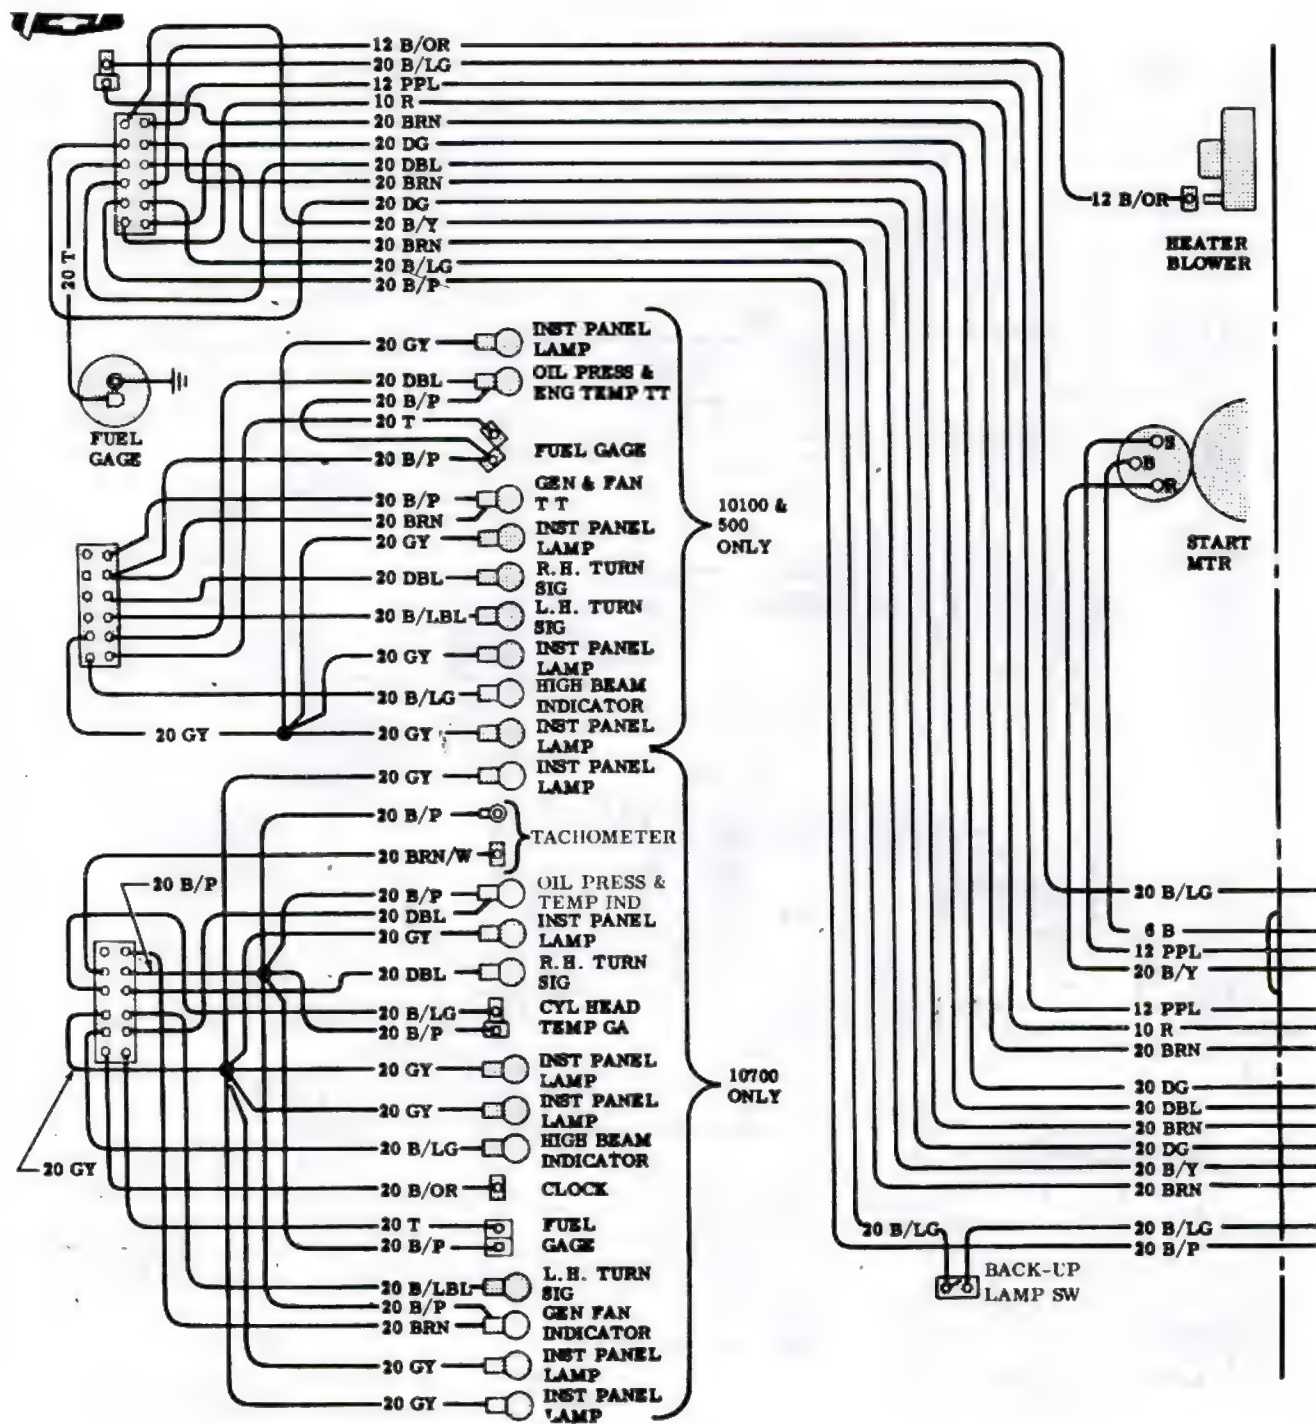 12 B/OR
20 B/LG
12 PPL
10 R
20 BRN
20 DG
20 DBL
20 BRN
20 DG
20 B/Y
20 BRN
20 B/LG
20 B/P
20 T
FUEL
GAGE
12 B/OR
HEATER
BLOWER
S
B
R
START
MTR
20 GY
INST PANEL
LAMP
20 DBL
20 B/P
OIL PRESS &
ENG TEMP TT
20 T
20 B/P
FUEL GAGE
20 B/P
20 BRN
GEN & FAN
T T
20 GY
INST PANEL
LAMP
20 DBL
R.H. TURN
SIG
20 B/LBL
L.H. TURN
SIG
20 GY
INST PANEL
LAMP
20 B/LG
HIGH BEAM
INDICATOR
20 GY
20 GY
INST PANEL
LAMP
10100 &
500
ONLY
20 GY
INST PANEL
LAMP
20 B/P
20 BRN/W
TACHOMETER
20 B/P
20 B/P
20 DBL
OIL PRESS &
TEMP IND
20 GY
INST PANEL
LAMP
20 DBL
R.H. TURN
SIG
20 B/LG
20 B/P
CYL HEAD
TEMP GA
20 GY
INST PANEL
LAMP
20 GY
INST PANEL
LAMP
20 B/LG
HIGH BEAM
INDICATOR
20 GY
20 B/OR
CLOCK
20 T
20 B/P
FUEL
GAGE
20 B/LBL
L.H. TURN
SIG
20 B/P
20 BRN
GEN FAN
INDICATOR
20 GY
INST PANEL
LAMP
20 GY
INST PANEL
LAMP
10700
ONLY
20 B/LG
6 B
12 PPL
20 B/Y
12 PPL
10 R
20 BRN
20 DG
20 DBL
20 BRN
20 DG
20 B/Y
20 BRN
20 B/LG
20 B/LG
20 B/P
BACK-UP
LAMP SW